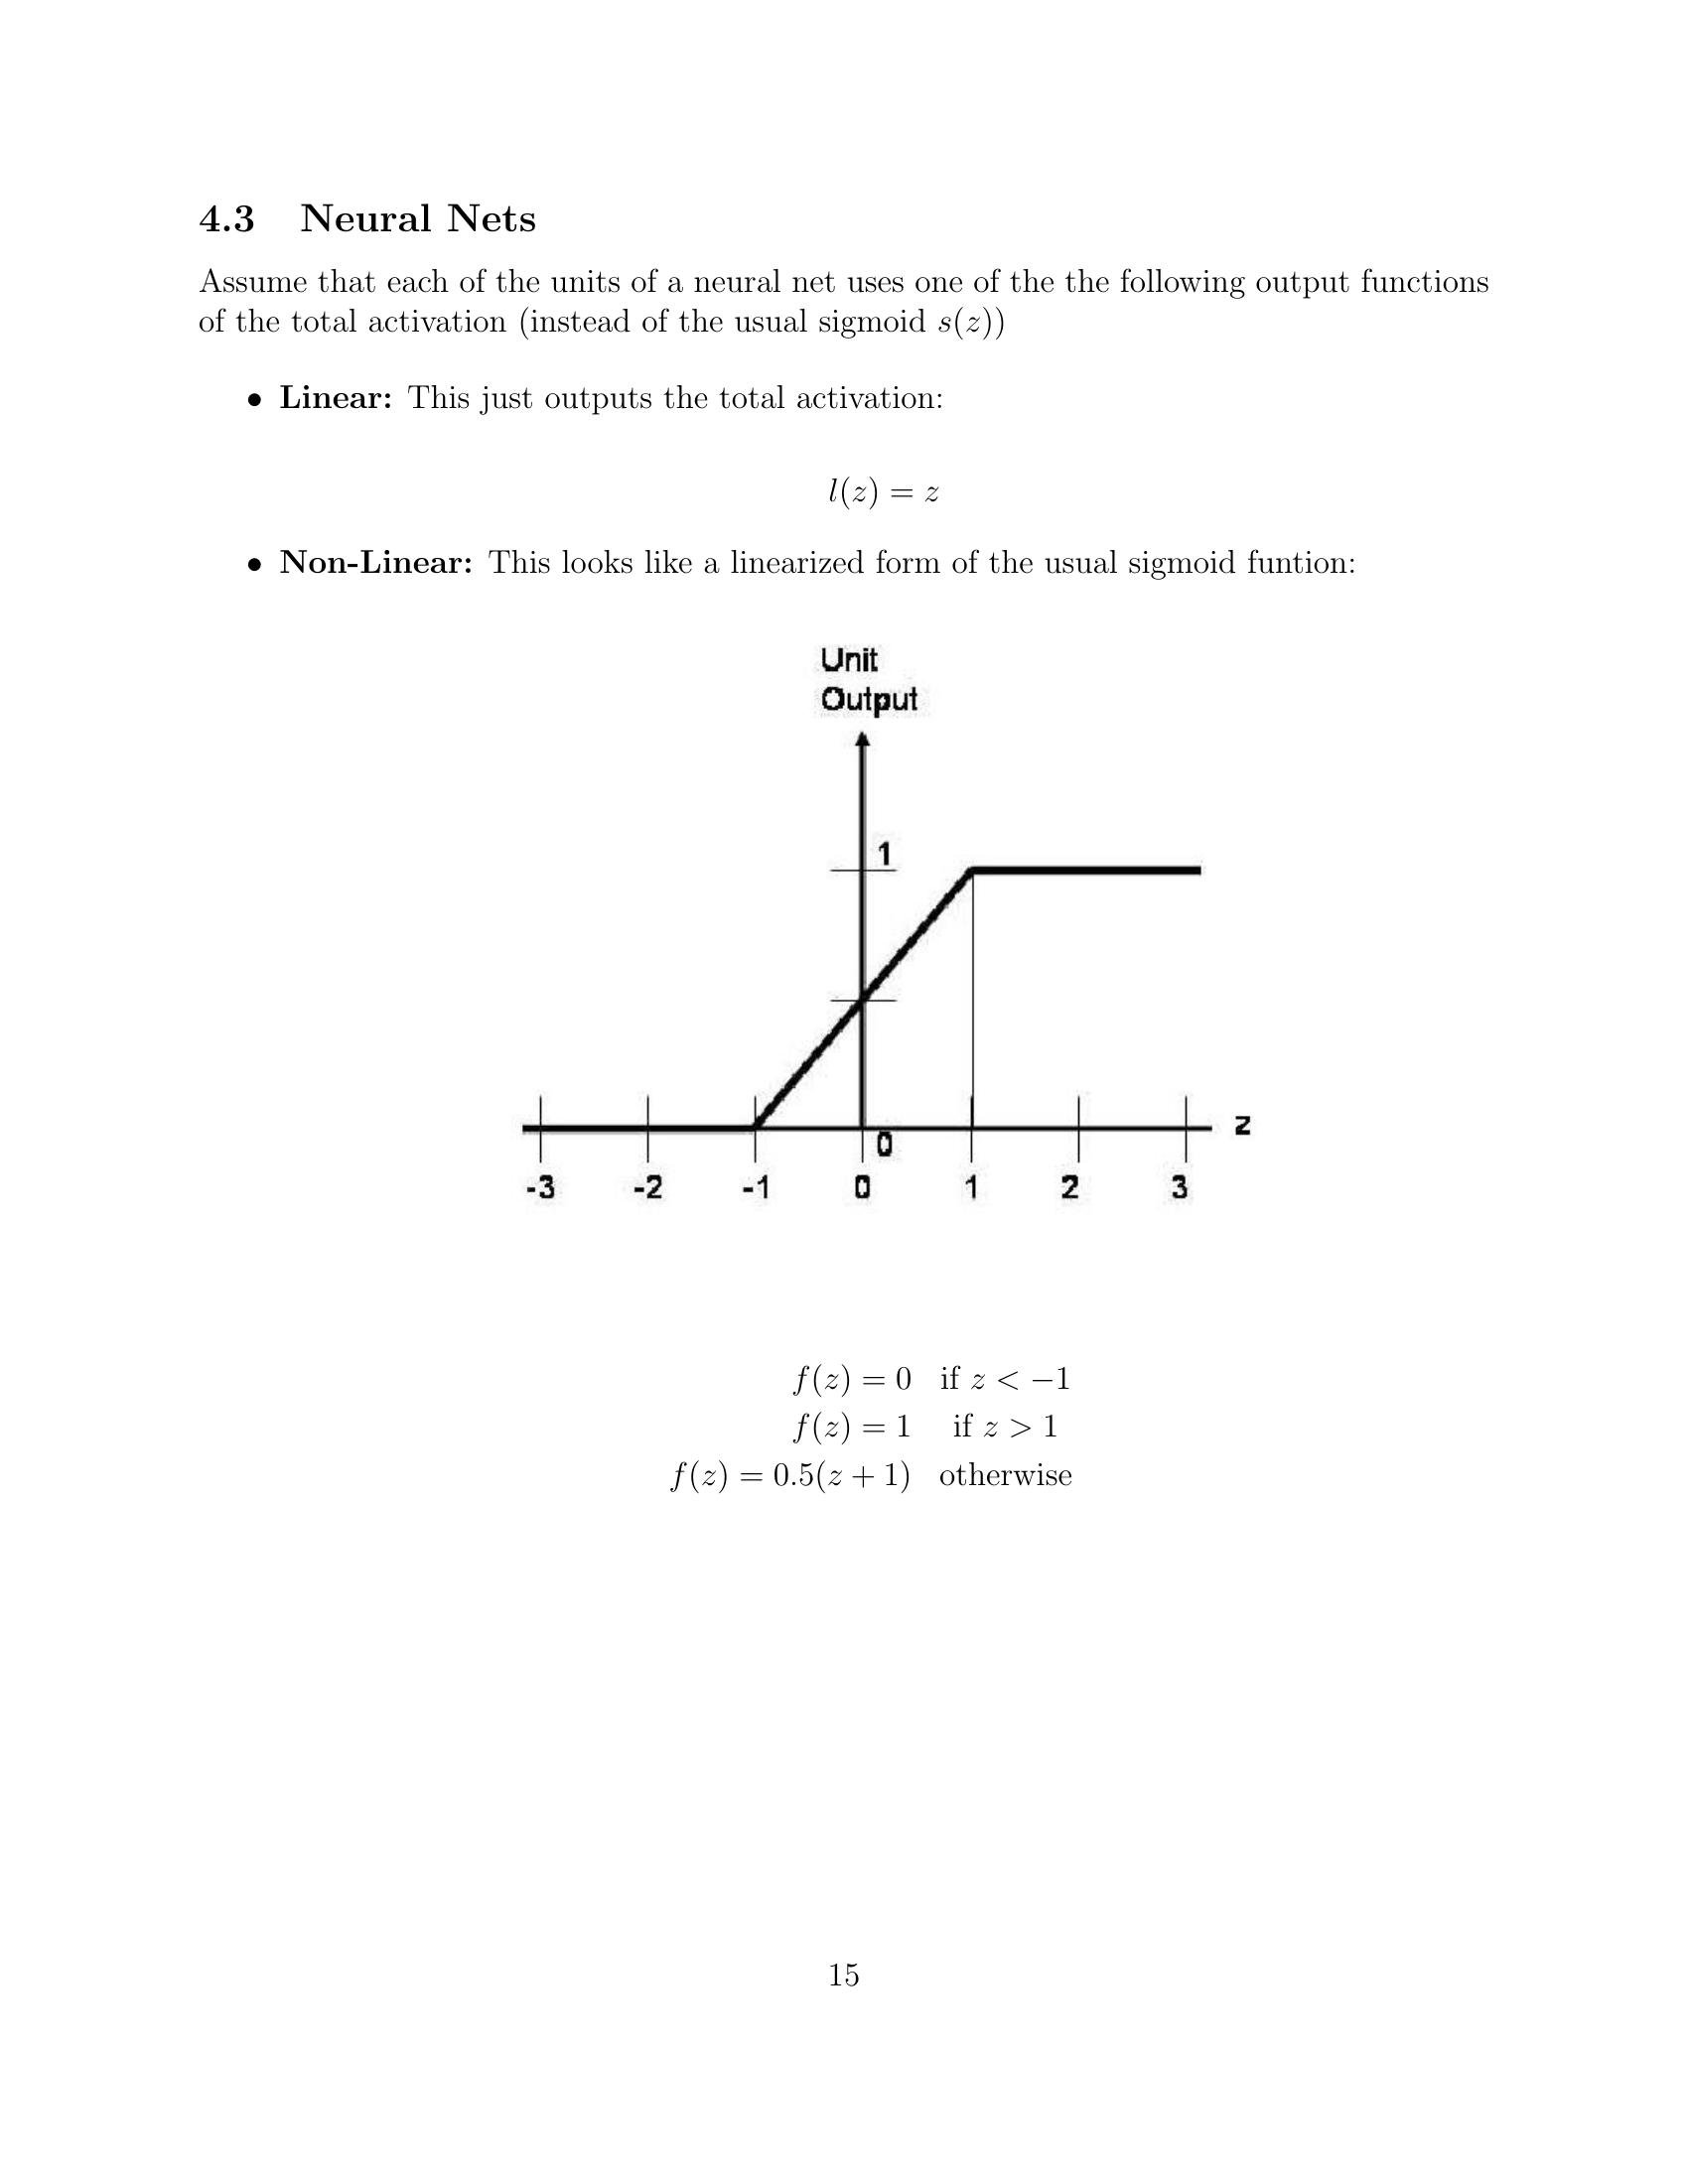 4.3 Neural Nets
Assume that each of the units of a neural net uses one of the the following output functions
of the total activation (instead of the usual sigmoid s(z))
• Linear: This just outputs the total activation:
l(z) = z
• Non-Linear: This looks like a linearized form of the usual sigmoid funtion:
Unit
Output
1
0
z
-3 -2 -1 0 1 2 3
f(z) = 0 if z < −1
f(z) = 1 if z > 1
f(z) = 0.5(z + 1) otherwise
15